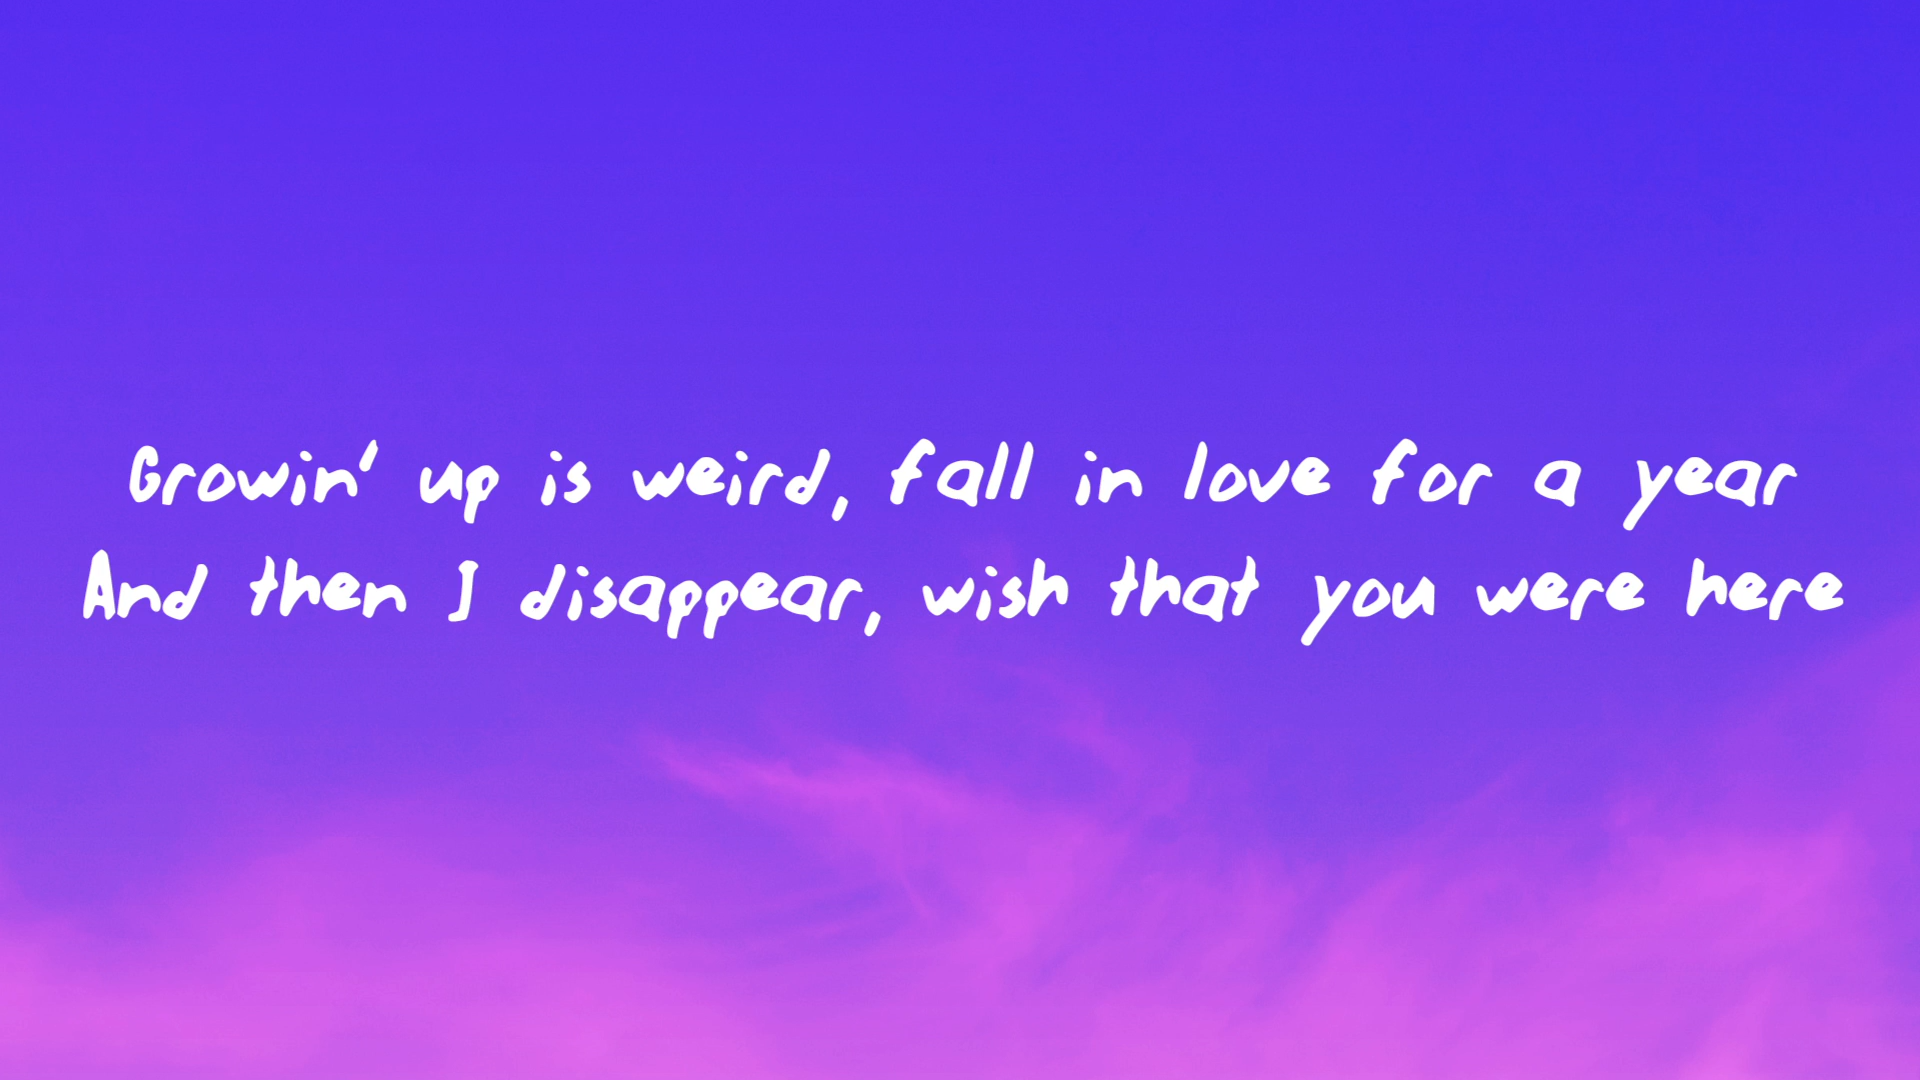 Growin' up is weird, fall in love for a year
And then I disappear, wish that you were here